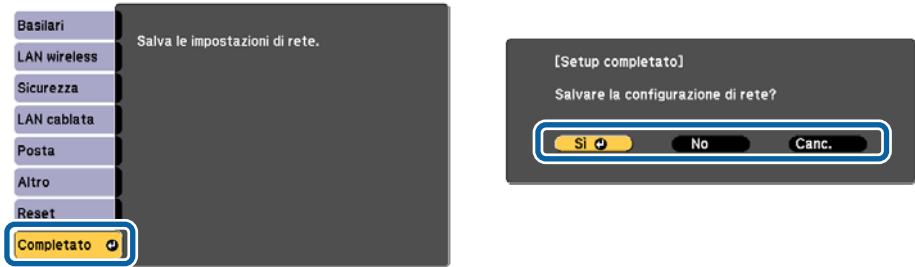 Basilari
LAN wireless
Sicurezza
LAN cablata
Posta
Altro
Reset
Completato
Salva le impostazioni di rete.
[Setup completato]
Salvare la configurazione di rete?
Sì No Canc.